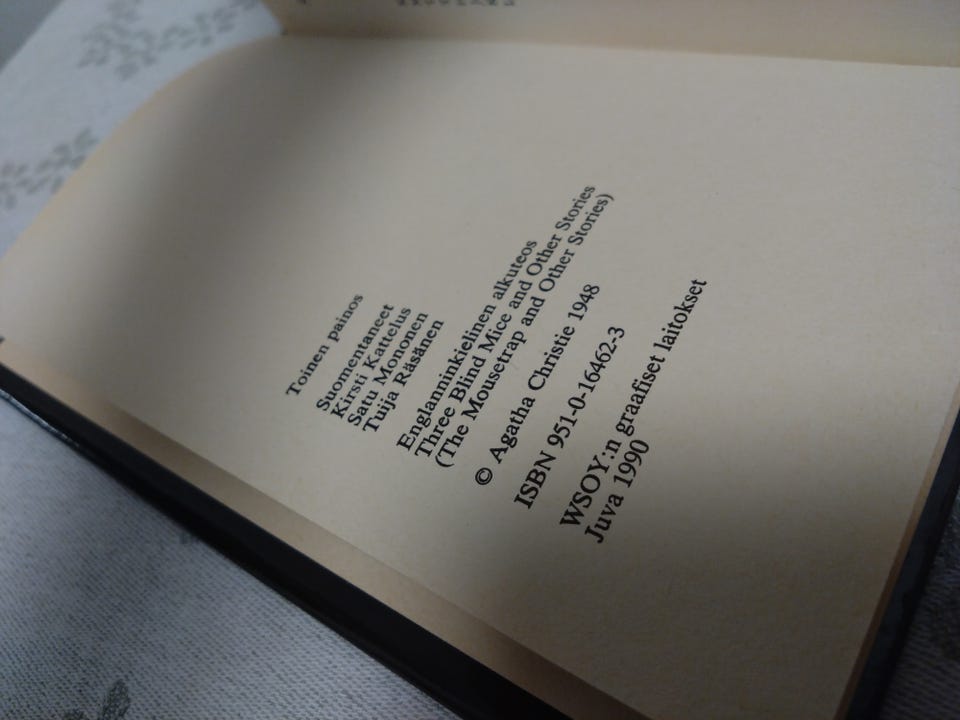 Toinen painos
Suomentaneet
Kirsti Kattelus
Satu Mononen
Tuija Räsänen
Englanninkielinen alkuteos
Three Blind Mice and Other Stories
(The Mousetrap and Other Stories)
© Agatha Christie 1948
ISBN 951-0-16462-3
WSOY:n graafiset laitokset
Juva 1990